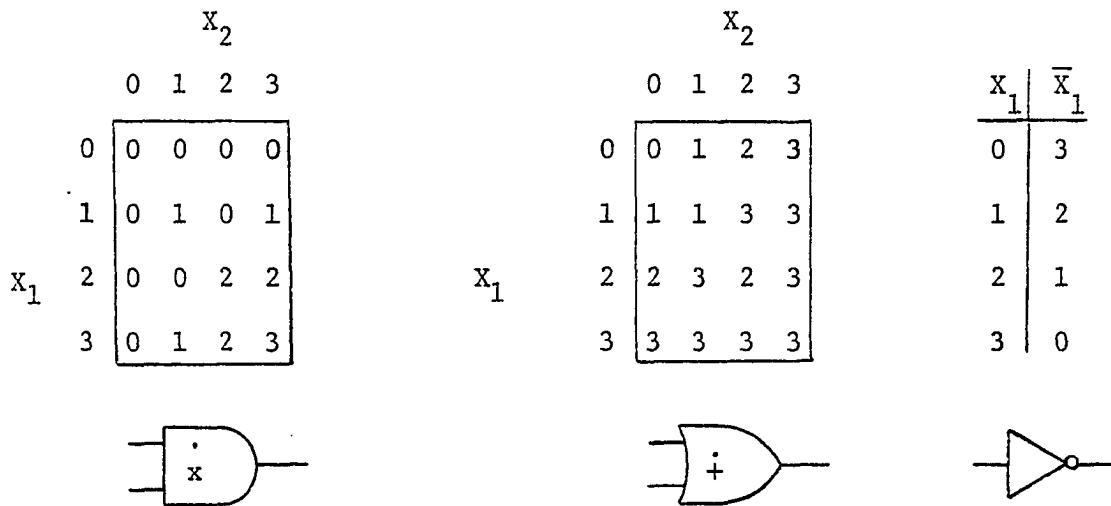 X2 X2
0 1 2 3 0 1 2 3 X1 X̅1
0 0 0 0 0 0 0 1 2 3 0 3
1 0 1 0 1 1 1 1 3 3 1 2
X1 2 0 0 2 2 X1 2 2 3 2 3 2 1
3 0 1 2 3 3 3 3 3 3 3 0
ẋ ∔